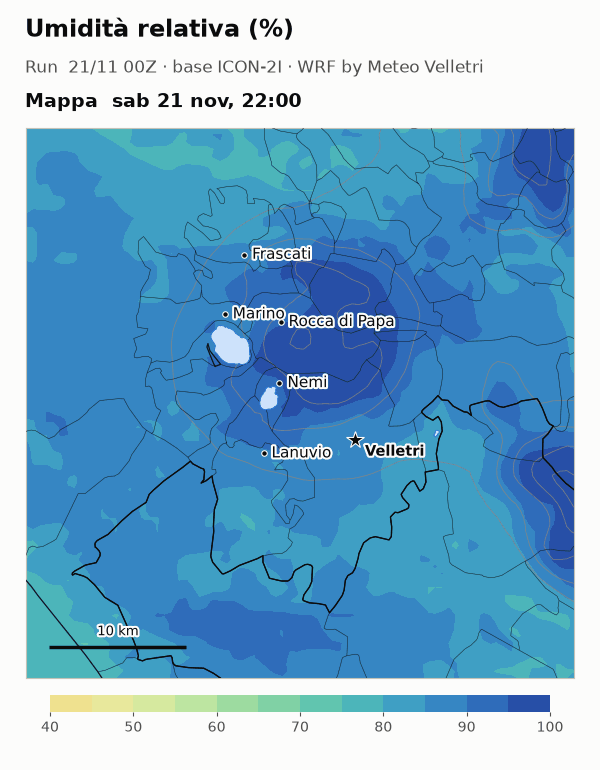 Umidità relativa (%)
Run  21/11 00Z · base ICON-2I · WRF by Meteo Velletri
Mappa  sab 21 nov, 22:00
Frascati
Marino
Rocca di Papa
Nemi
Velletri
Lanuvio
10 km
40 50 60 70 80 90 100